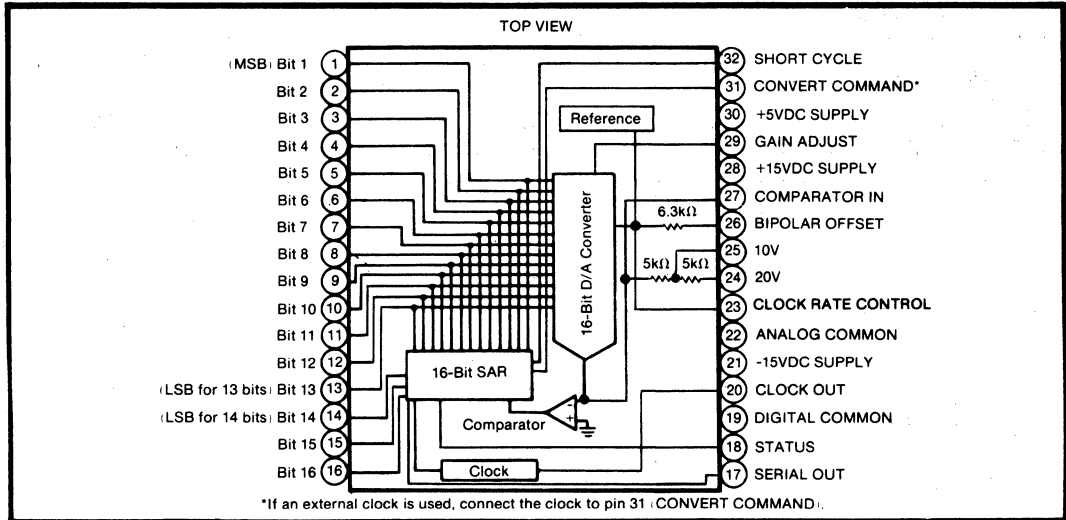 TOP VIEW
(MSB) Bit 1 1
Bit 2 2
Bit 3 3
Bit 4 4
Bit 5 5
Bit 6 6
Bit 7 7
Bit 8 8
Bit 9 9
Bit 10 10
Bit 11 11
Bit 12 12
(LSB for 13 bits) Bit 13 13
(LSB for 14 bits) Bit 14 14
Bit 15 15
Bit 16 16
Reference
16-Bit D/A Converter
6.3kΩ
5kΩ 5kΩ
16-Bit SAR
Comparator
-
+
Clock
32 SHORT CYCLE
31 CONVERT COMMAND*
30 +5VDC SUPPLY
29 GAIN ADJUST
28 +15VDC SUPPLY
27 COMPARATOR IN
26 BIPOLAR OFFSET
25 10V
24 20V
23 CLOCK RATE CONTROL
22 ANALOG COMMON
21 -15VDC SUPPLY
20 CLOCK OUT
19 DIGITAL COMMON
18 STATUS
17 SERIAL OUT
*If an external clock is used, connect the clock to pin 31 (CONVERT COMMAND).